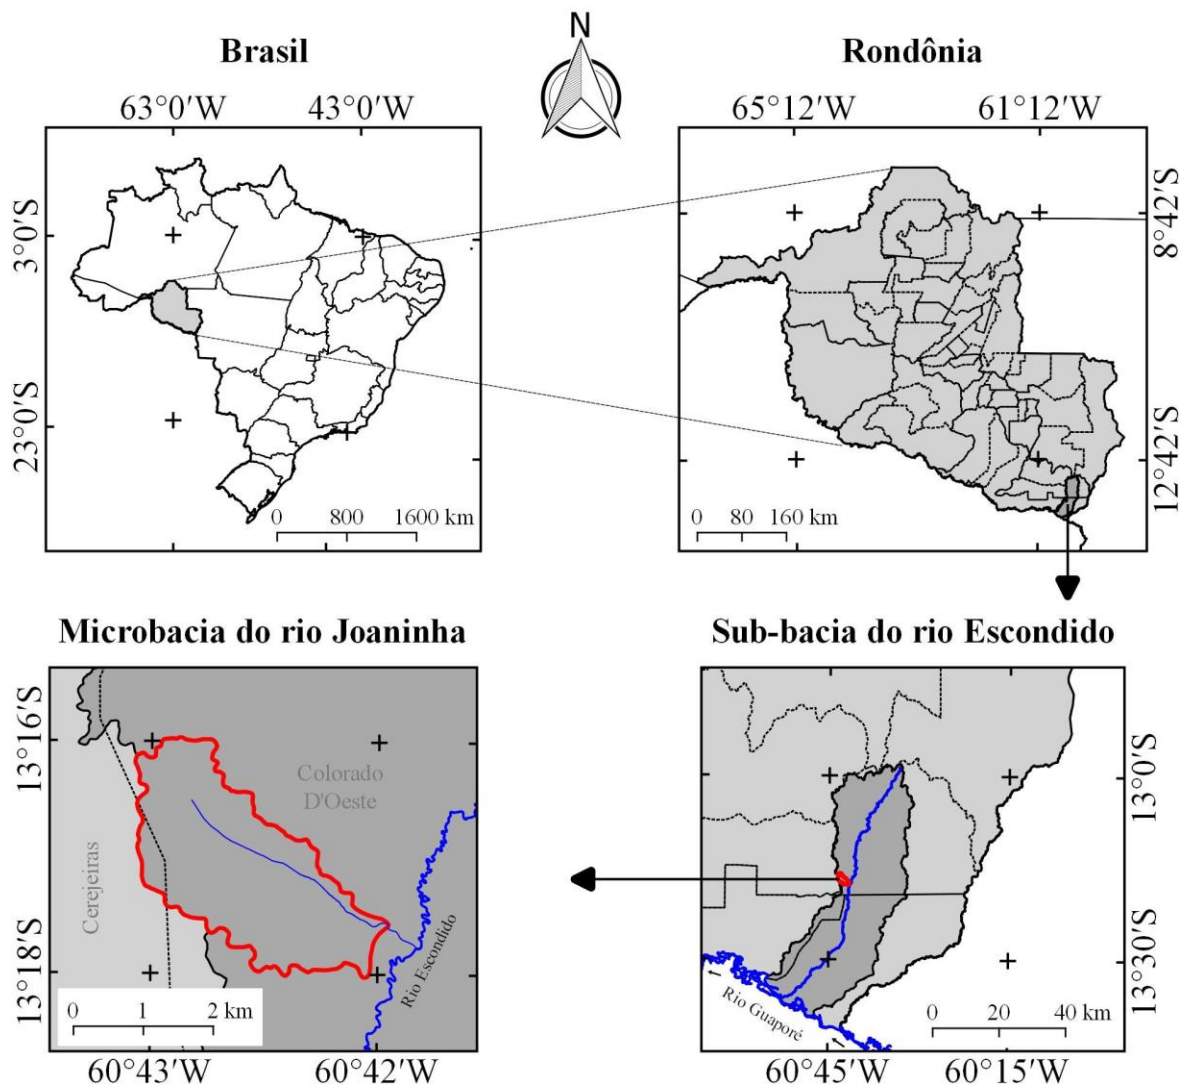 N
Brasil
63°0'W 43°0'W
3°0'S
23°0'S
0 800 1600 km
Rondônia
65°12'W 61°12'W
8°42'S
12°42'S
0 80 160 km
Microbacia do rio Joaninha
13°16'S
13°18'S
Colorado
D'Oeste
Cerejeiras
Rio Escondido
0 1 2 km
60°43'W 60°42'W
Sub-bacia do rio Escondido
13°0'S
13°30'S
Rio Guaporé
0 20 40 km
60°45'W 60°15'W